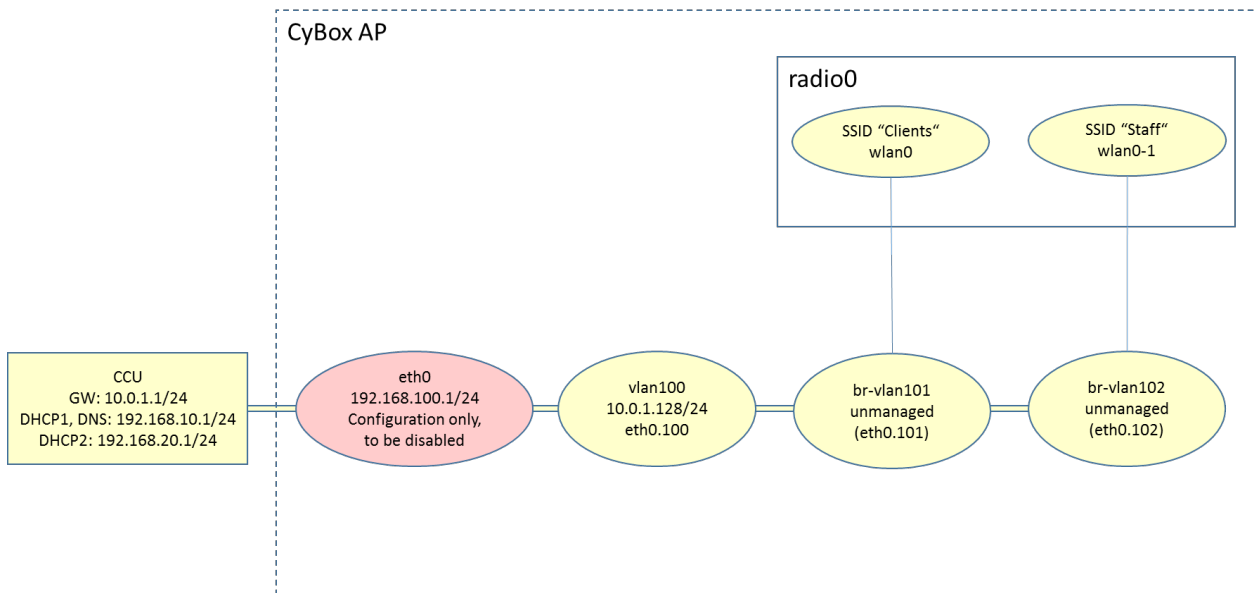 CyBox AP
radio0
SSID “Clients“
wlan0
SSID “Staff“
wlan0-1
CCU
GW: 10.0.1.1/24
DHCP1, DNS: 192.168.10.1/24
DHCP2: 192.168.20.1/24
eth0
192.168.100.1/24
Configuration only,
to be disabled
vlan100
10.0.1.128/24
eth0.100
br-vlan101
unmanaged
(eth0.101)
br-vlan102
unmanaged
(eth0.102)